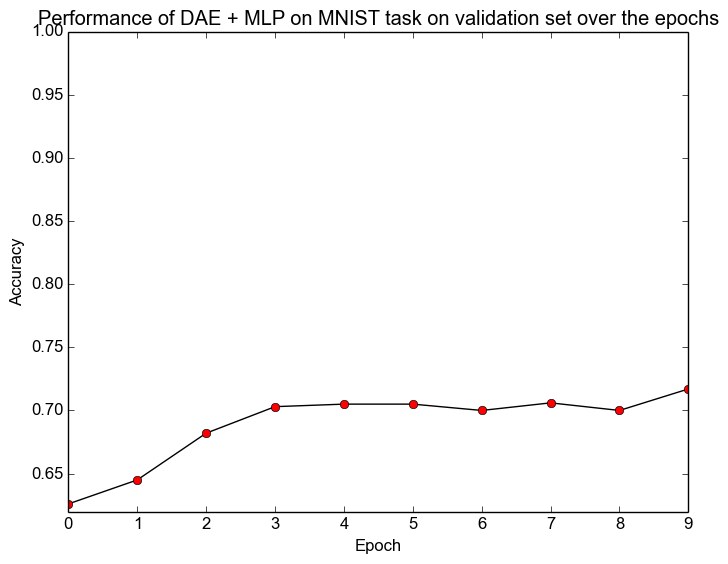 Performance of DAE + MLP on MNIST task on validation set over the epochs
1.00
0.95
0.90
0.85
0.80
0.75
0.70
0.65
Accuracy
0 1 2 3 4 5 6 7 8 9
Epoch